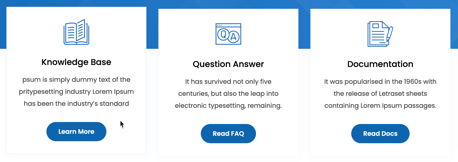 Knowledge Base
psum is simply dummy text of the
pritypesetting industry Lorem Ipsum
has been the industry's standard
Learn More
Q A
Question Answer
It has survived not only five
centuries, but also the leap into
electronic typesetting, remaining.
Read FAQ
Documentation
It was popularised in the 1960s with
the release of Letraset sheets
containing Lorem Ipsum passages.
Read Docs